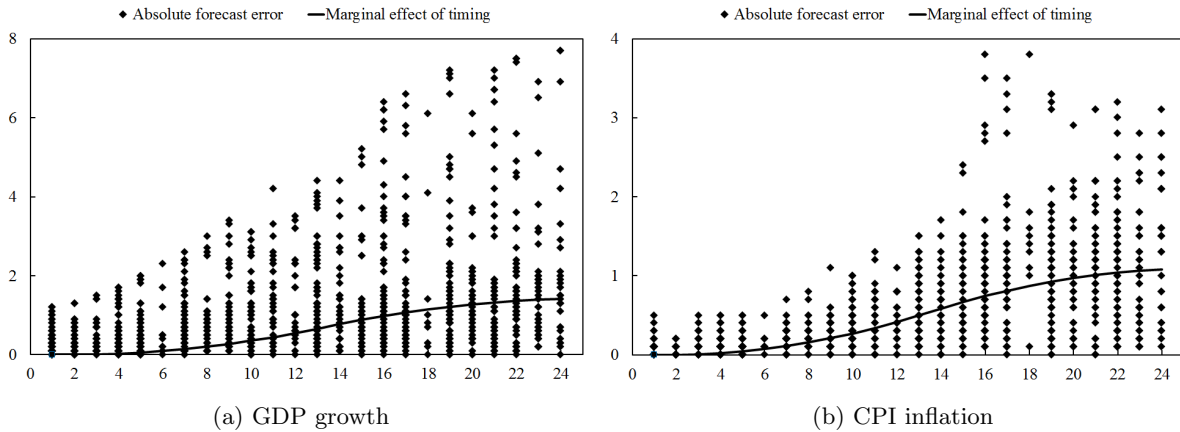 Absolute forecast error Marginal effect of timing
8
6
4
2
0
0 2 4 6 8 10 12 14 16 18 20 22 24
(a) GDP growth
Absolute forecast error Marginal effect of timing
4
3
2
1
0
0 2 4 6 8 10 12 14 16 18 20 22 24
(b) CPI inflation